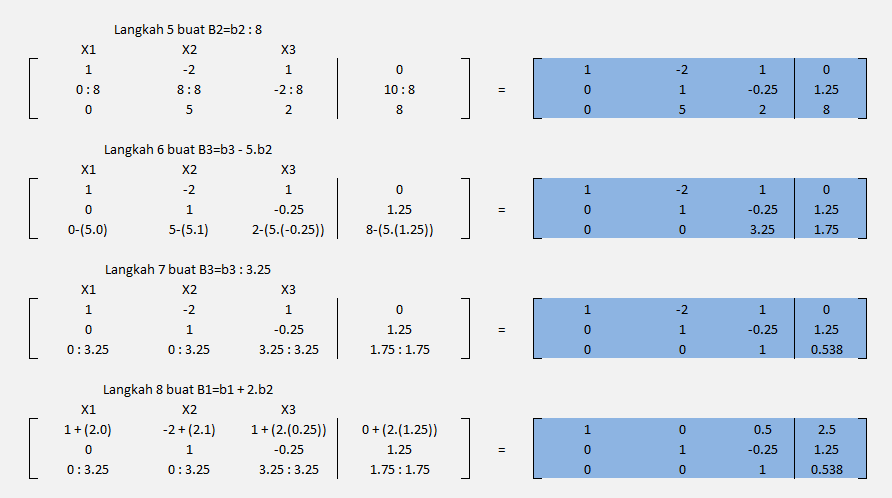 Langkah 5 buat B2=b2 : 8
X1 X2 X3
1 -2 1 0 1 -2 1 0
0 : 8 8 : 8 -2 : 8 10 : 8 = 0 1 -0.25 1.25
0 5 2 8 0 5 2 8
Langkah 6 buat B3=b3 - 5.b2
X1 X2 X3
1 -2 1 0 1 -2 1 0
0 1 -0.25 1.25 = 0 1 -0.25 1.25
0-(5.0) 5-(5.1) 2-(5.(-0.25)) 8-(5.(1.25)) 0 0 3.25 1.75
Langkah 7 buat B3=b3 : 3.25
X1 X2 X3
1 -2 1 0 1 -2 1 0
0 1 -0.25 1.25 = 0 1 -0.25 1.25
0 : 3.25 0 : 3.25 3.25 : 3.25 1.75 : 1.75 0 0 1 0.538
Langkah 8 buat B1=b1 + 2.b2
X1 X2 X3
1 + (2.0) -2 + (2.1) 1 + (2.(0.25)) 0 + (2.(1.25)) 1 0 0.5 2.5
0 1 -0.25 1.25 = 0 1 -0.25 1.25
0 : 3.25 0 : 3.25 3.25 : 3.25 1.75 : 1.75 0 0 1 0.538